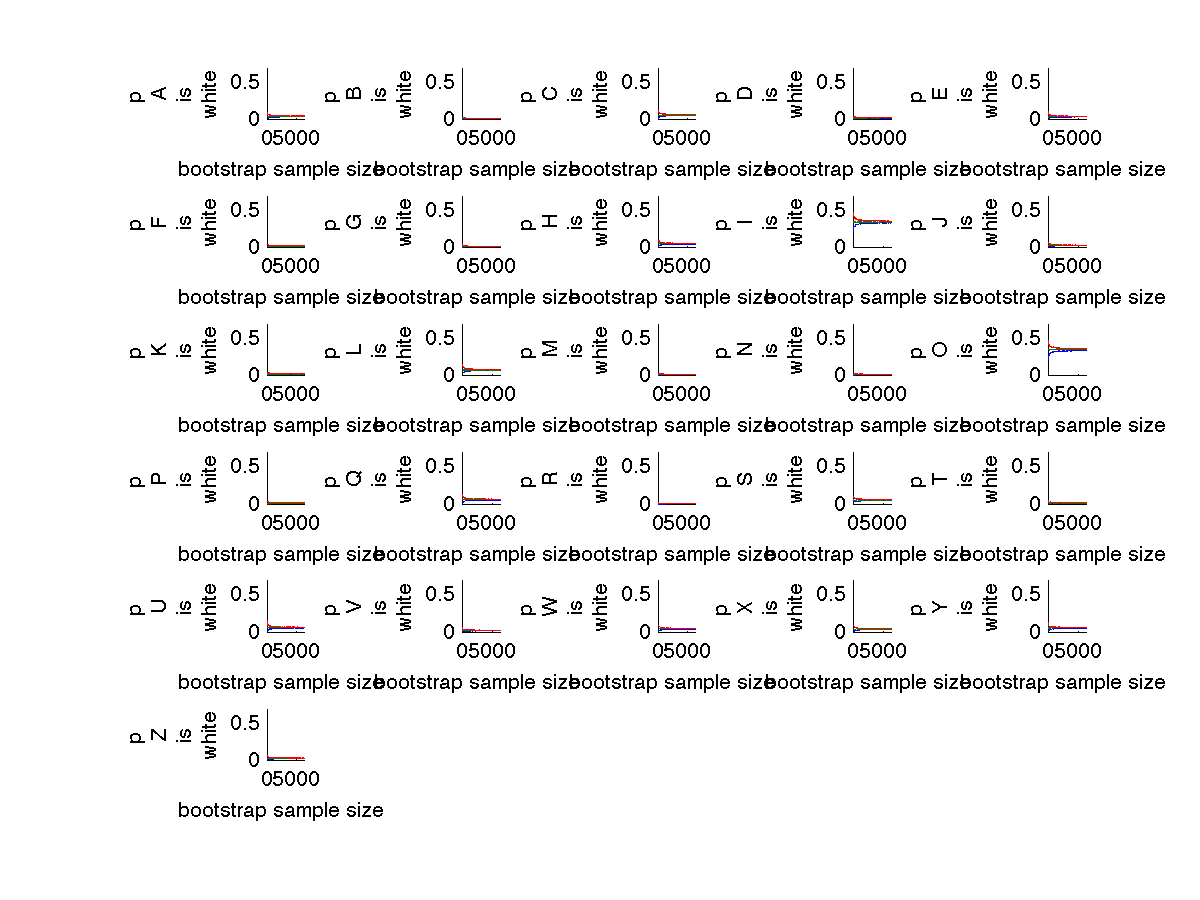 p A is white 0.5 p B is white 0.5 p C is white 0.5 p D is white 0.5 p E is white 0.5
0 0 0 0 0
05000 05000 05000 05000 05000
bootstrap sample size bootstrap sample size bootstrap sample size bootstrap sample size bootstrap sample size
p F is white 0.5 p G is white 0.5 p H is white 0.5 p I is white 0.5 p J is white 0.5
0 0 0 0 0
05000 05000 05000 05000 05000
bootstrap sample size bootstrap sample size bootstrap sample size bootstrap sample size bootstrap sample size
p K is white 0.5 p L is white 0.5 p M is white 0.5 p N is white 0.5 p O is white 0.5
0 0 0 0 0
05000 05000 05000 05000 05000
bootstrap sample size bootstrap sample size bootstrap sample size bootstrap sample size bootstrap sample size
p P is white 0.5 p Q is white 0.5 p R is white 0.5 p S is white 0.5 p T is white 0.5
0 0 0 0 0
05000 05000 05000 05000 05000
bootstrap sample size bootstrap sample size bootstrap sample size bootstrap sample size bootstrap sample size
p U is white 0.5 p V is white 0.5 p W is white 0.5 p X is white 0.5 p Y is white 0.5
0 0 0 0 0
05000 05000 05000 05000 05000
bootstrap sample size bootstrap sample size bootstrap sample size bootstrap sample size bootstrap sample size
p Z is white 0.5
0
05000
bootstrap sample size